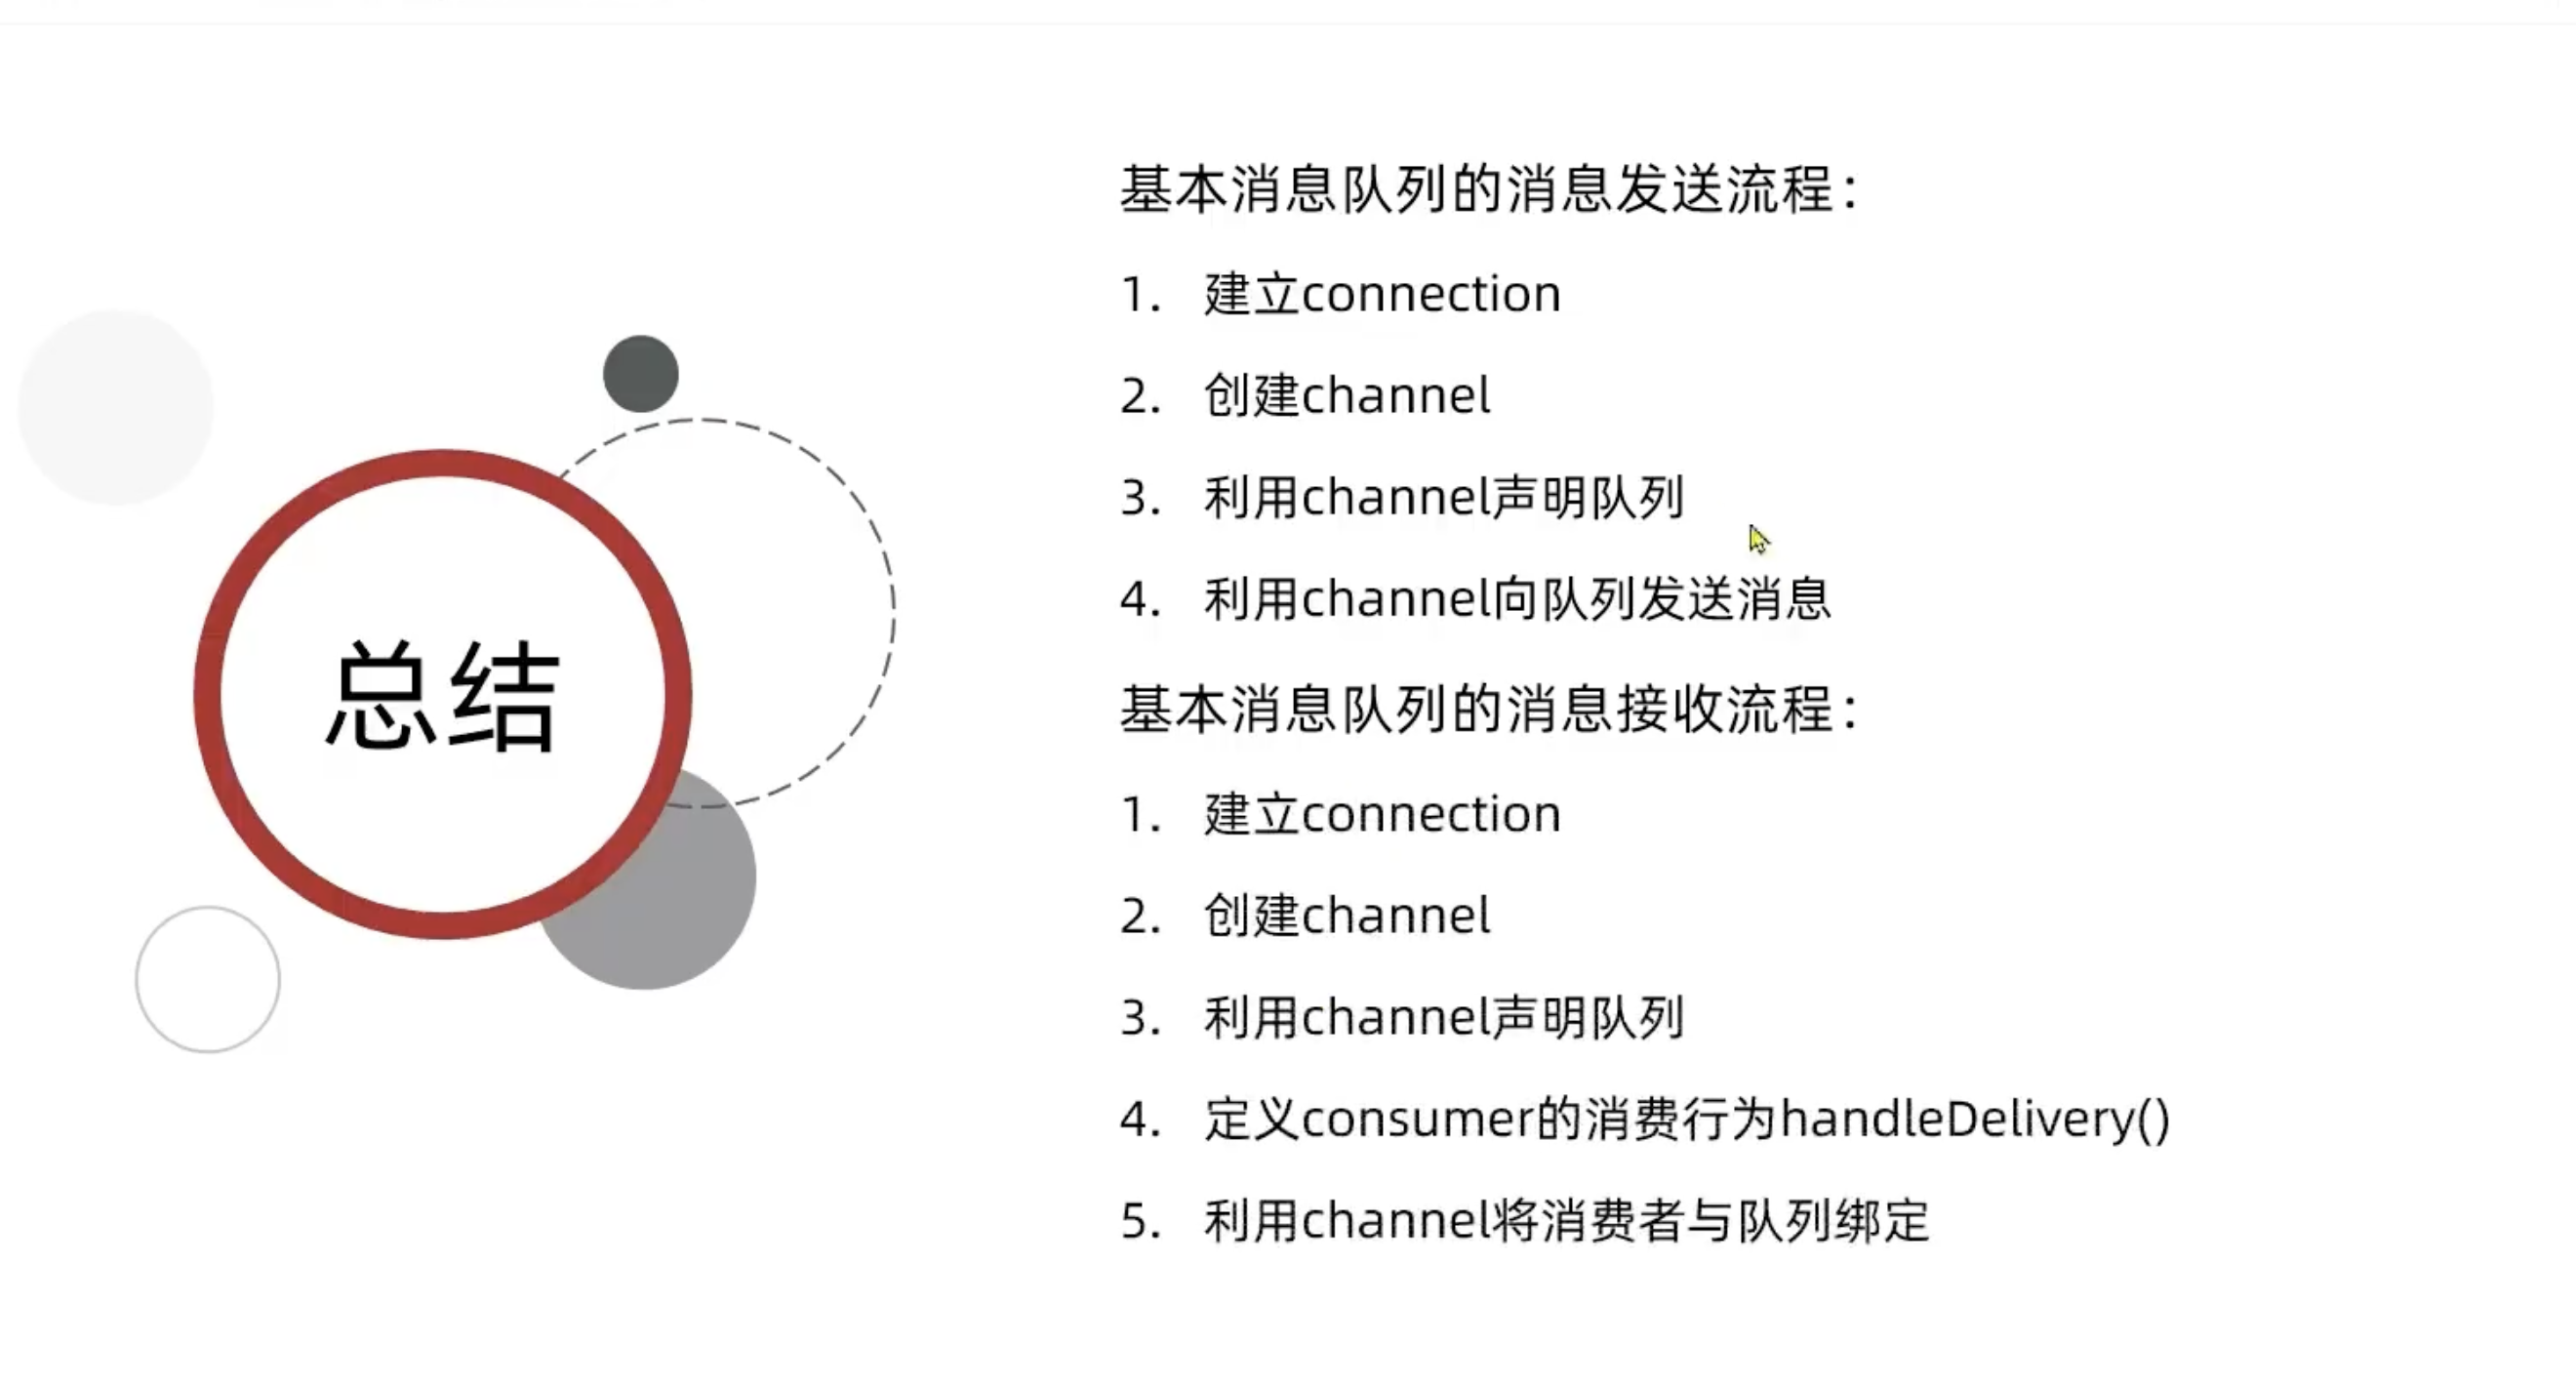 总结
基本消息队列的消息发送流程：
1. 建立connection
2. 创建channel
3. 利用channel声明队列
4. 利用channel向队列发送消息
基本消息队列的消息接收流程：
1. 建立connection
2. 创建channel
3. 利用channel声明队列
4. 定义consumer的消费行为handleDelivery()
5. 利用channel将消费者与队列绑定